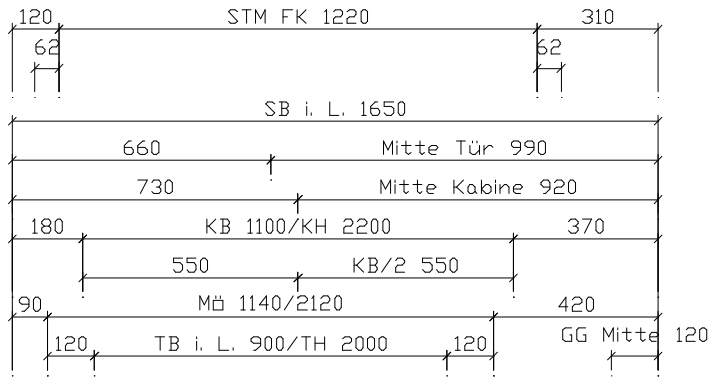 120 STM FK 1220 310
62 62
SB i. L. 1650
660 Mitte Tür 990
730 Mitte Kabine 920
180 KB 1100/KH 2200 370
550 KB/2 550
90 Mö 1140/2120 420
120 TB i. L. 900/TH 2000 120 GG Mitte 120